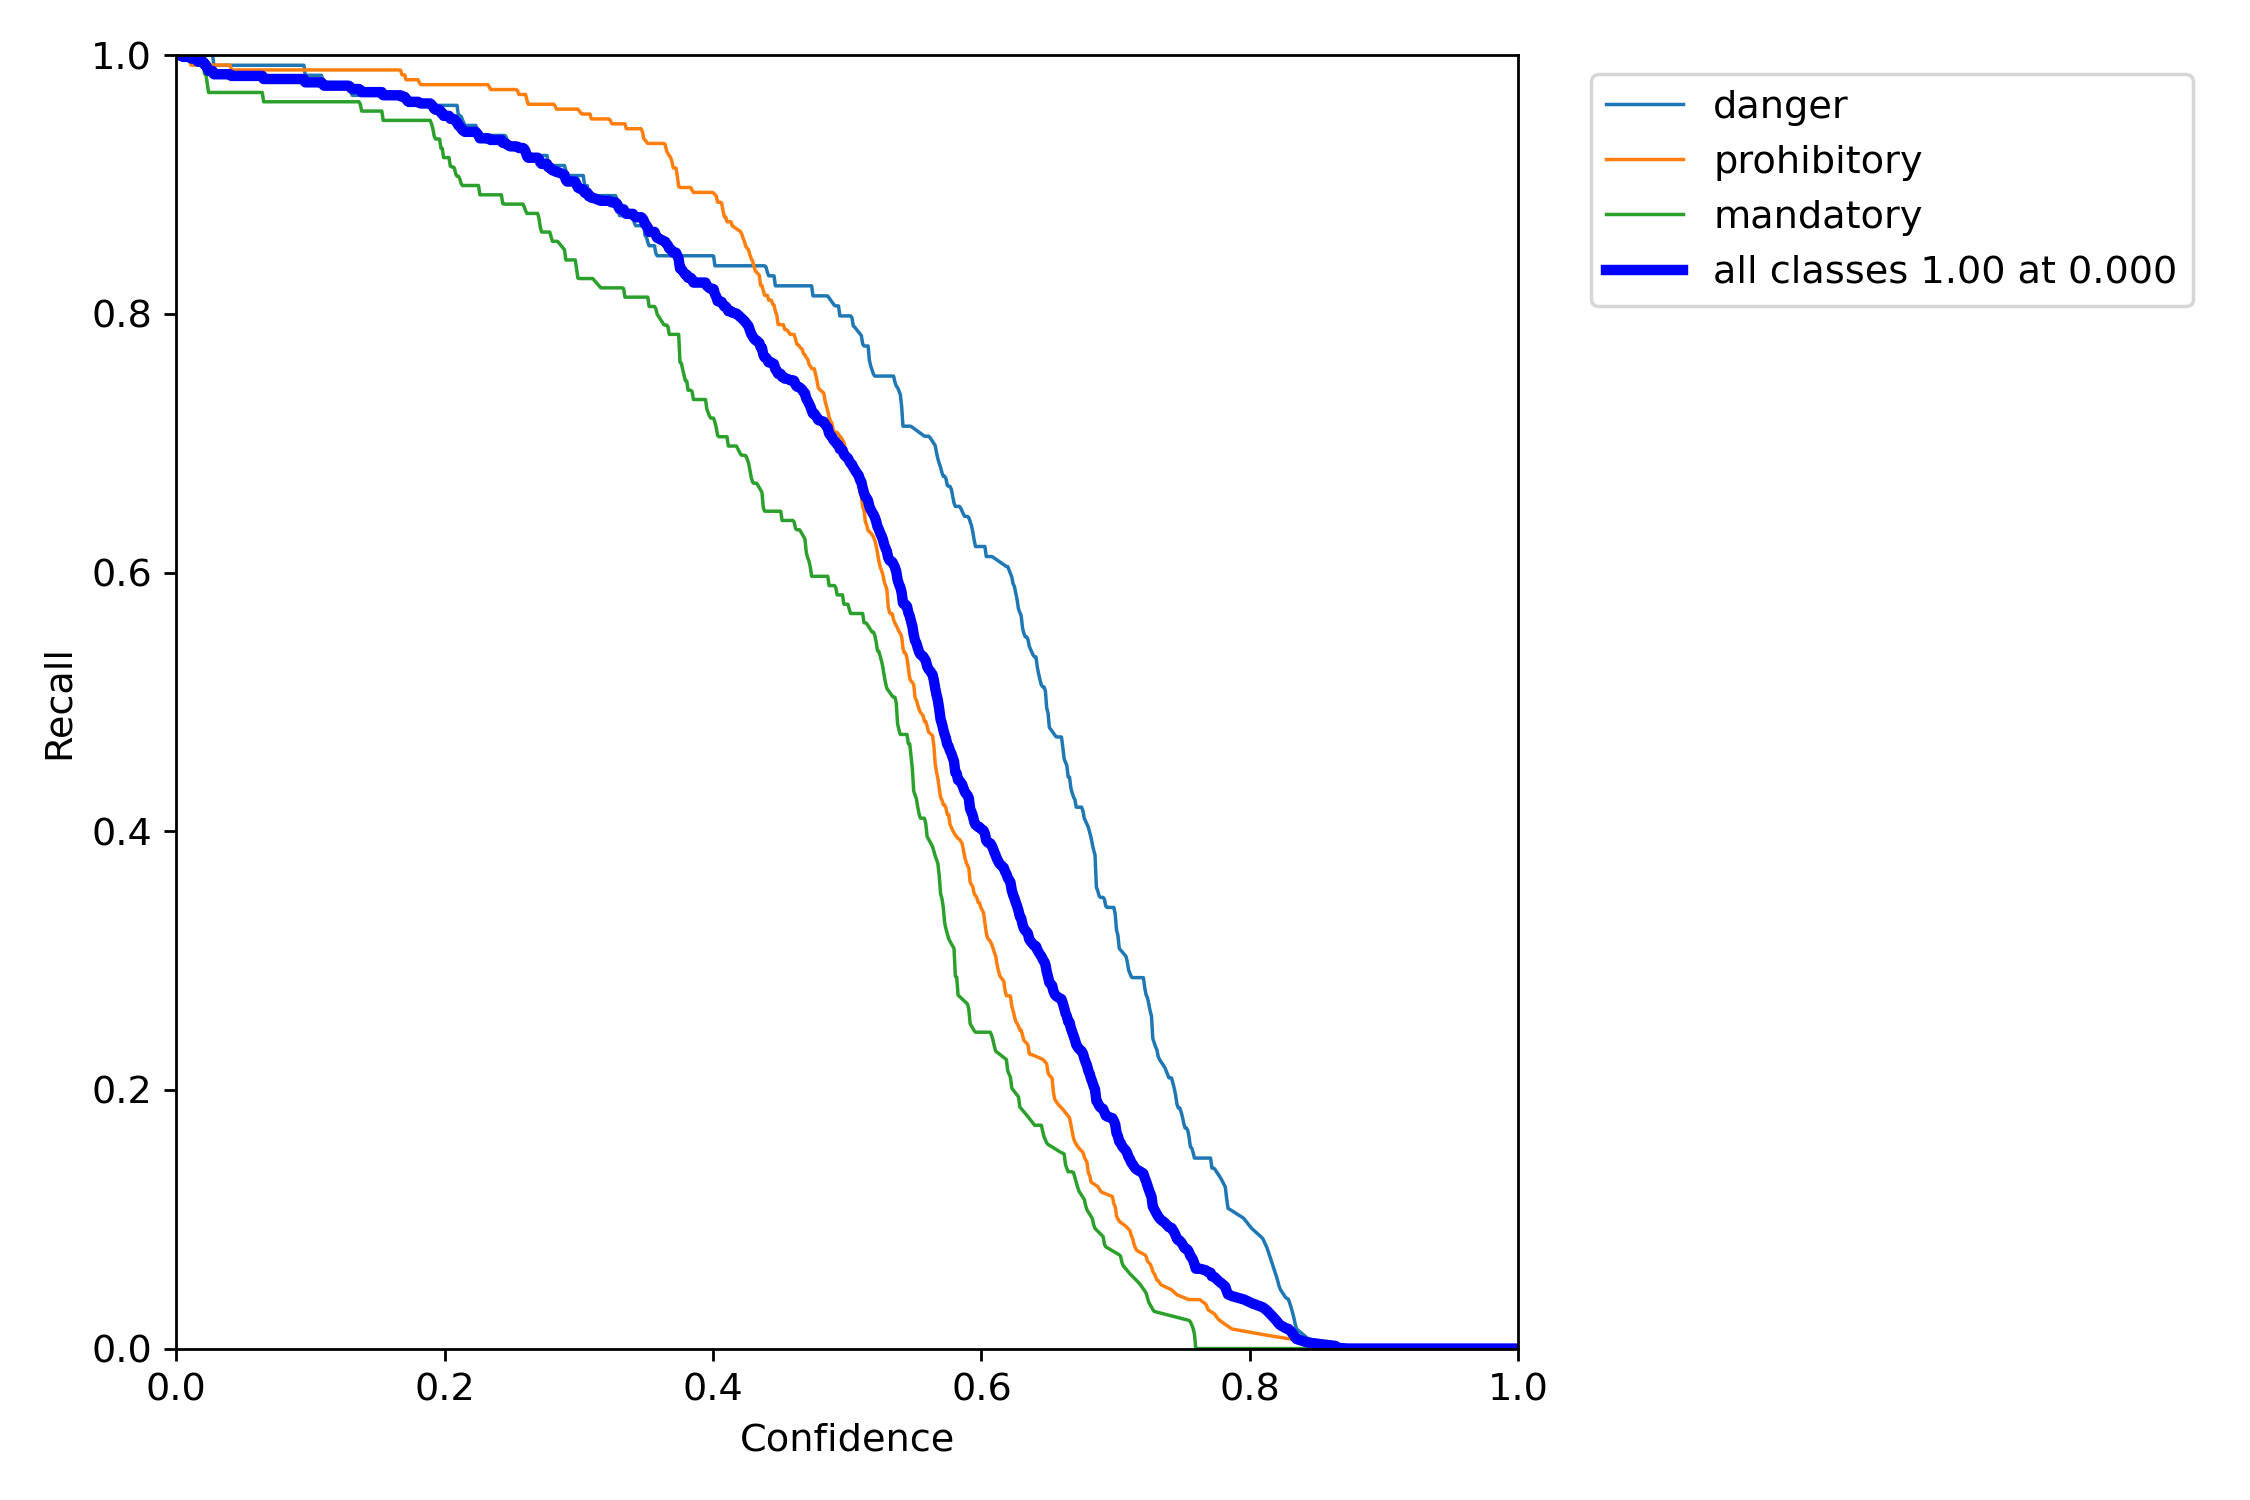 1.0
0.8
0.6
0.4
0.2
0.0
Recall
0.0 0.2 0.4 0.6 0.8 1.0
Confidence
danger
prohibitory
mandatory
all classes 1.00 at 0.000